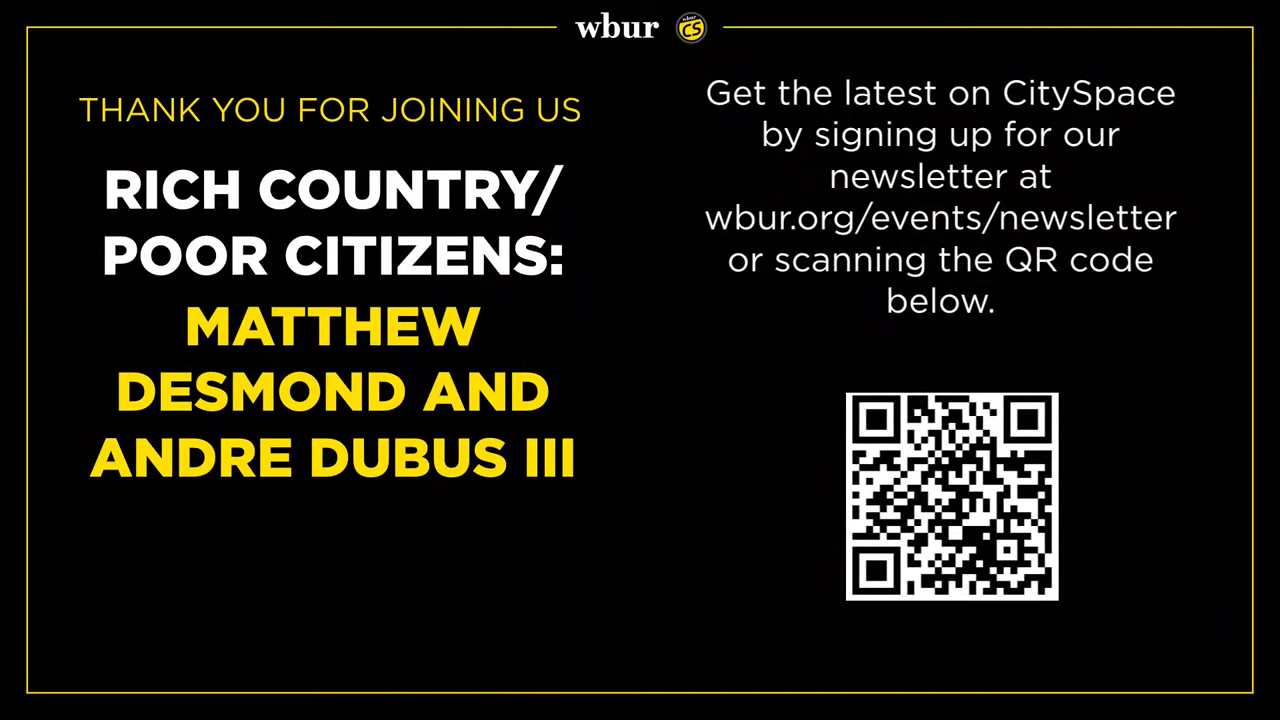 wbur
wbur
CS
THANK YOU FOR JOINING US
RICH COUNTRY/
POOR CITIZENS:
MATTHEW
DESMOND AND
ANDRE DUBUS III
Get the latest on CitySpace
by signing up for our
newsletter at
wbur.org/events/newsletter
or scanning the QR code
below.